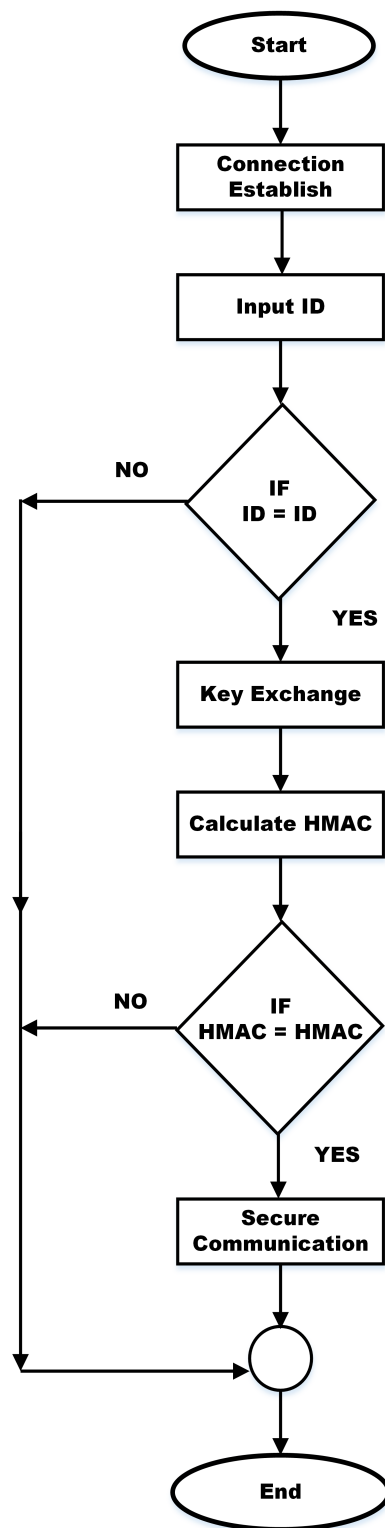 Start
Connection
Establish
Input ID
NO
IF
ID = ID
YES
Key Exchange
Calculate HMAC
NO
IF
HMAC = HMAC
YES
Secure
Communication
End